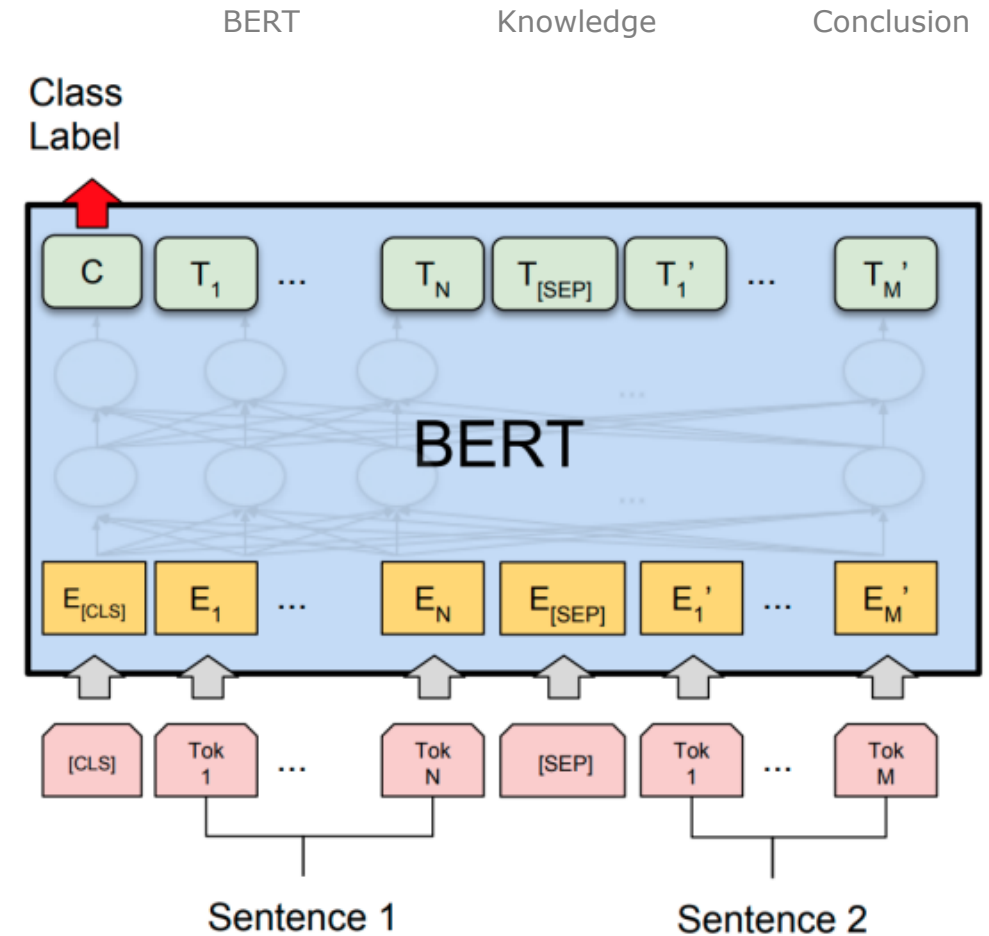 BERT Knowledge Conclusion
Class
Label
C T1 ... TN T[SEP] T1’ ... TM’
...
BERT
...
E[CLS] E1 ... EN E[SEP] E1’ ... EM’
[CLS] Tok 1 ... Tok N [SEP] Tok 1 ... Tok M
Sentence 1 Sentence 2